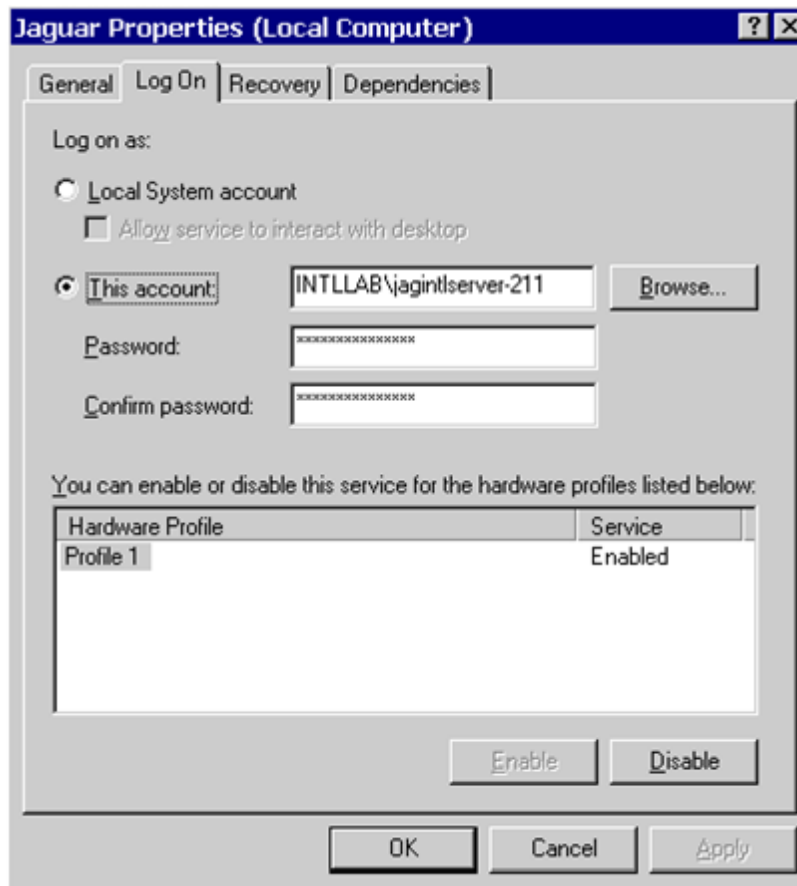 Jaguar Properties (Local Computer)
General Log On Recovery Dependencies
Log on as:
Local System account
Allow service to interact with desktop
This account: INTLLAB\jagintlserver-211 Browse...
Password: ***************
Confirm password: ***************
You can enable or disable this service for the hardware profiles listed below:
Hardware Profile Service
Profile 1 Enabled
Enable Disable
OK Cancel Apply